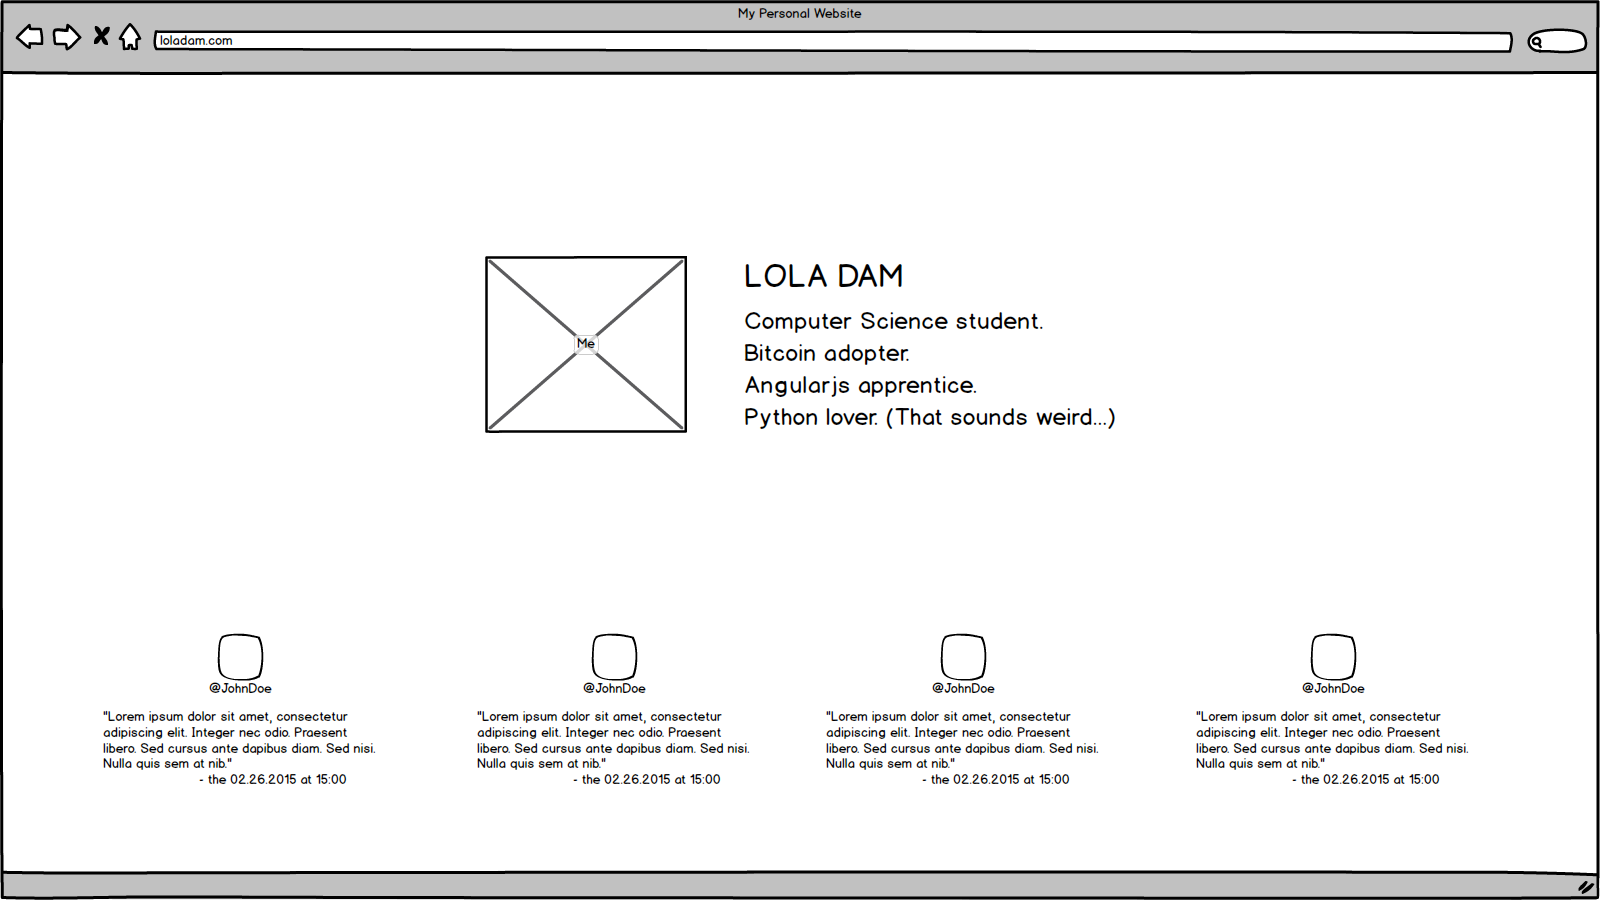 My Personal Website
loladam.com
Me
LOLA DAM
Computer Science student.
Bitcoin adopter.
Angularjs apprentice.
Python lover. (That sounds weird...)
@JohnDoe
"Lorem ipsum dolor sit amet, consectetur
adipiscing elit. Integer nec odio. Praesent
libero. Sed cursus ante dapibus diam. Sed nisi.
Nulla quis sem at nib."
- the 02.26.2015 at 15:00
@JohnDoe
"Lorem ipsum dolor sit amet, consectetur
adipiscing elit. Integer nec odio. Praesent
libero. Sed cursus ante dapibus diam. Sed nisi.
Nulla quis sem at nib."
- the 02.26.2015 at 15:00
@JohnDoe
"Lorem ipsum dolor sit amet, consectetur
adipiscing elit. Integer nec odio. Praesent
libero. Sed cursus ante dapibus diam. Sed nisi.
Nulla quis sem at nib."
- the 02.26.2015 at 15:00
@JohnDoe
"Lorem ipsum dolor sit amet, consectetur
adipiscing elit. Integer nec odio. Praesent
libero. Sed cursus ante dapibus diam. Sed nisi.
Nulla quis sem at nib."
- the 02.26.2015 at 15:00